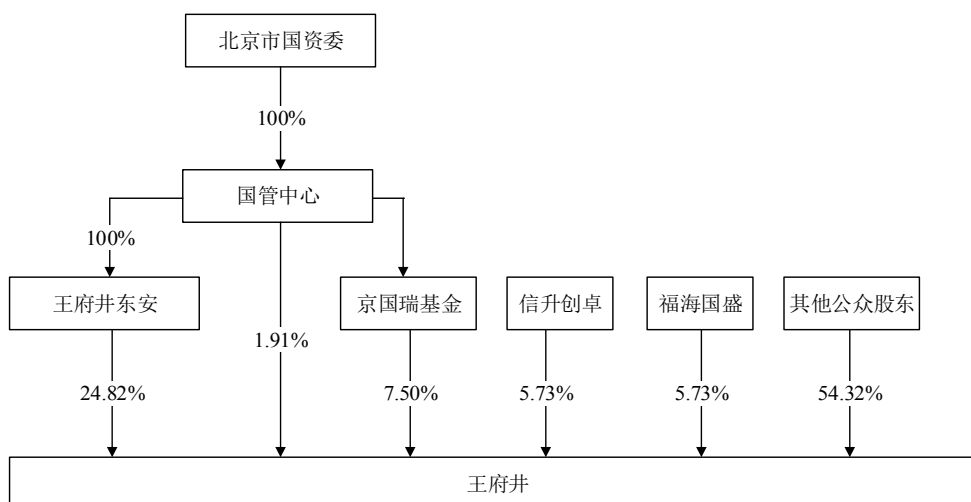 北京市国资委
100%
国管中心
100%
王府井东安
京国瑞基金
信升创卓
福海国盛
其他公众股东
1.91%
24.82%
7.50%
5.73%
5.73%
54.32%
王府井